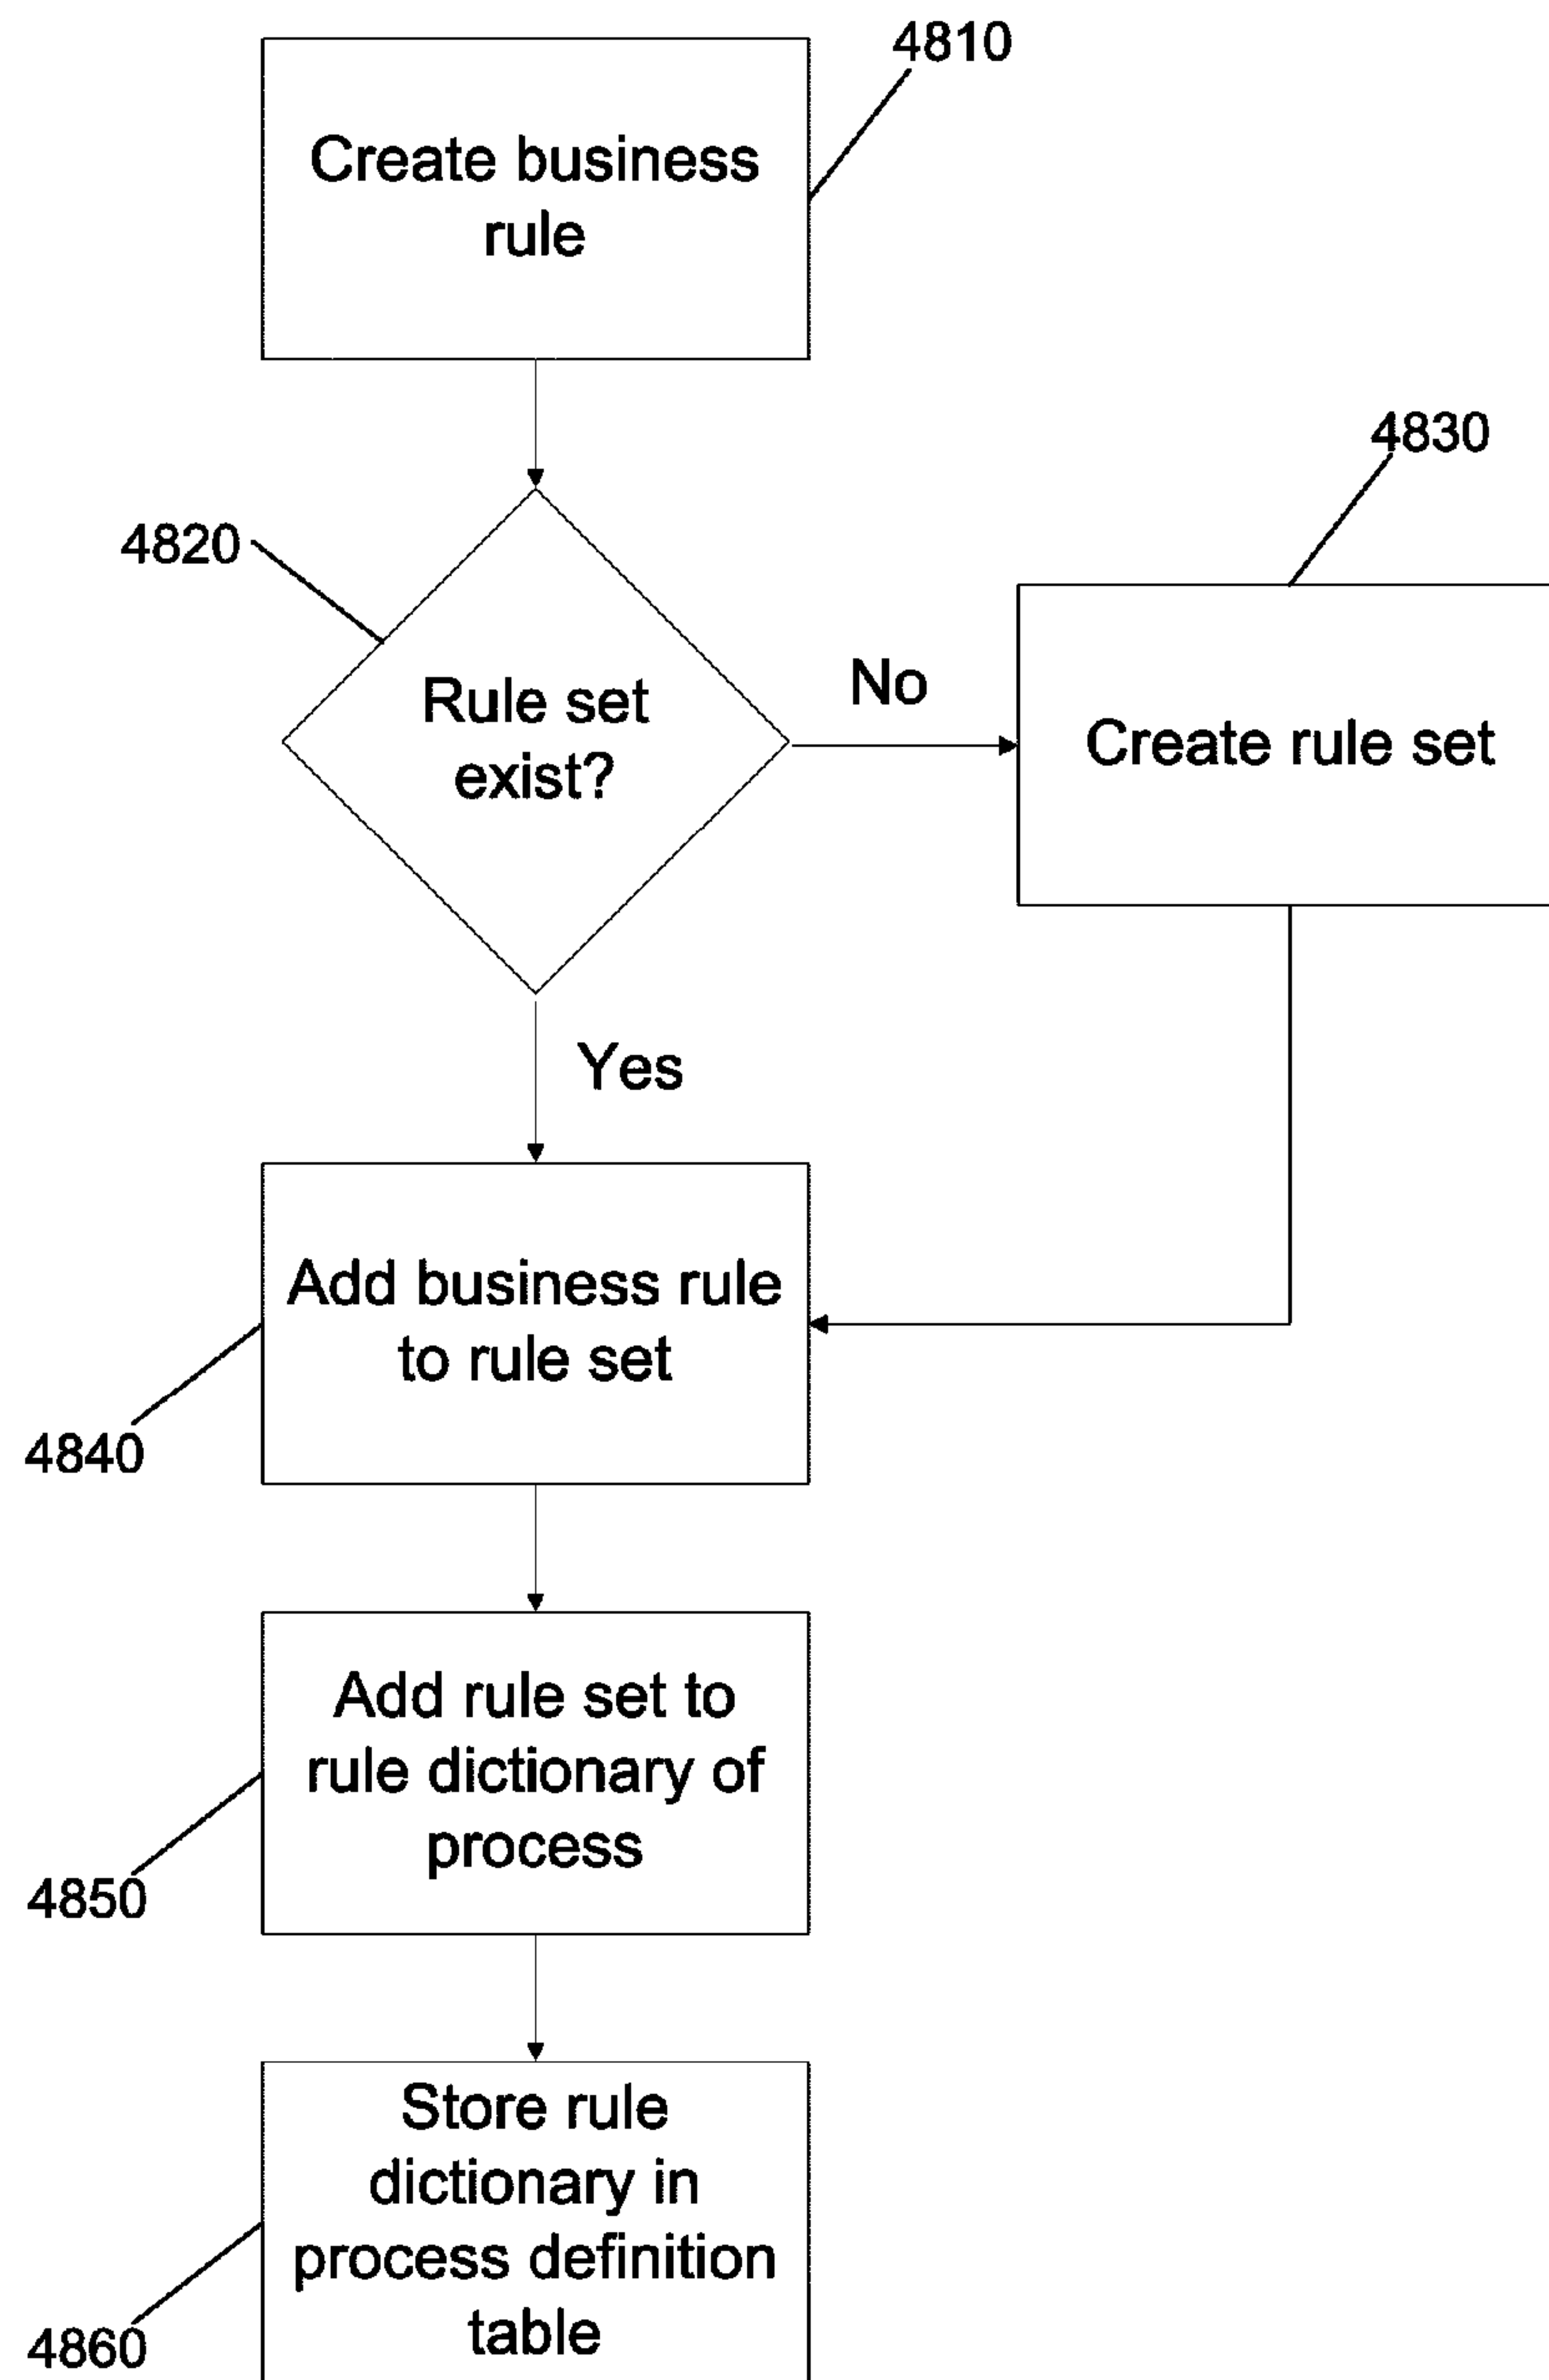 4810
Create business
rule
4820
Rule set
exist?
No
4830
Create rule set
Yes
Add business rule
to rule set
4840
Add rule set to
rule dictionary of
process
4850
Store rule
dictionary in
process definition
table
4860